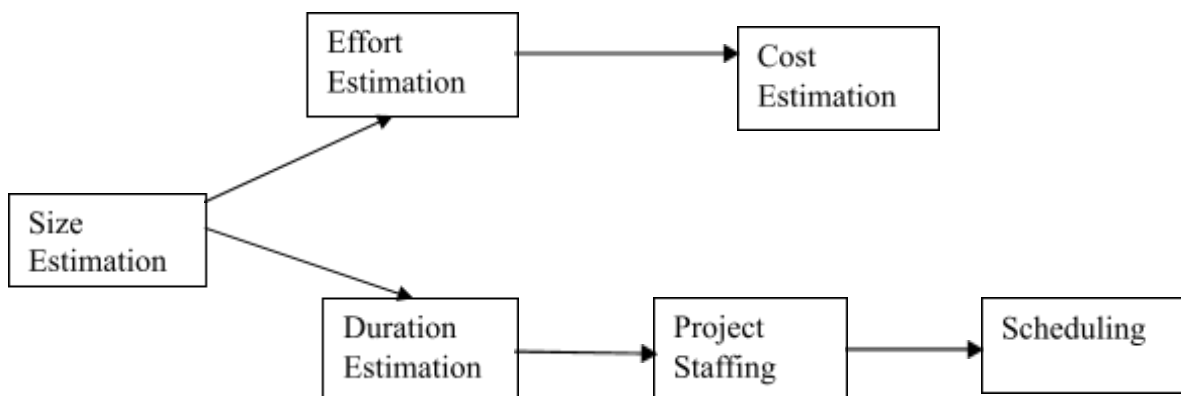 Effort
Estimation
Cost
Estimation
Size
Estimation
Duration
Estimation
Project
Staffing
Scheduling